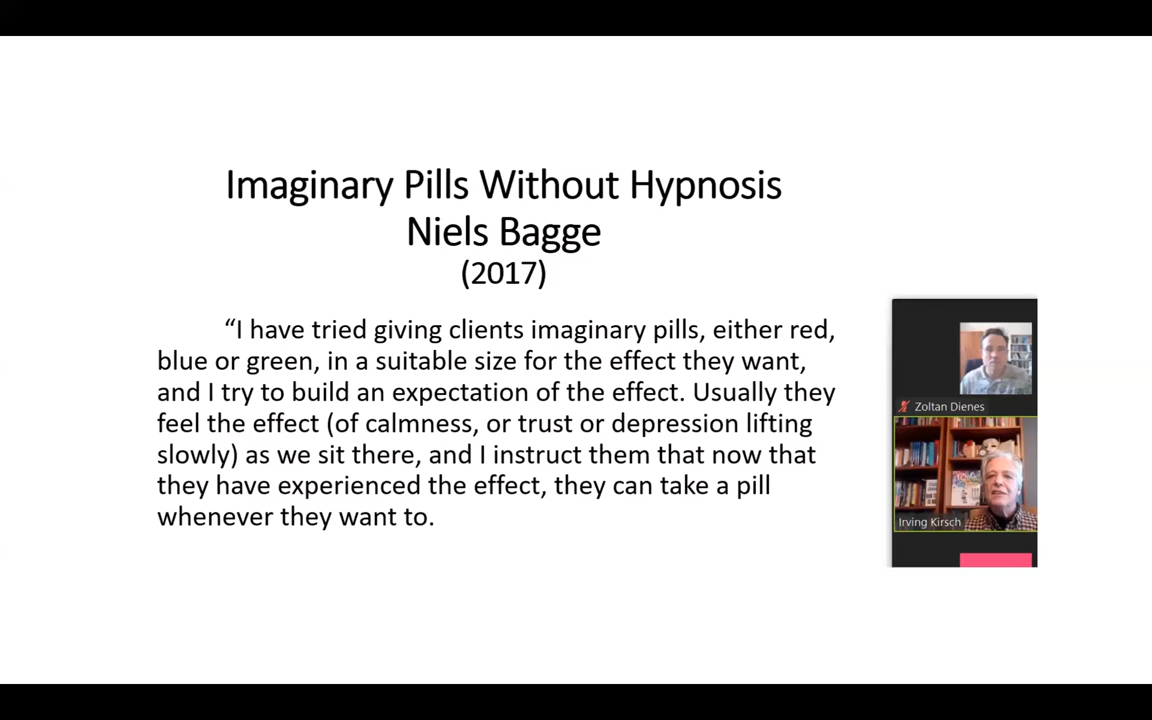 Imaginary Pills Without Hypnosis
Niels Bagge
(2017)
“I have tried giving clients imaginary pills, either red,
blue or green, in a suitable size for the effect they want,
and I try to build an expectation of the effect. Usually they
feel the effect (of calmness, or trust or depression lifting
slowly) as we sit there, and I instruct them that now that
they have experienced the effect, they can take a pill
whenever they want to.
Zoltan Dienes
Irving Kirsch